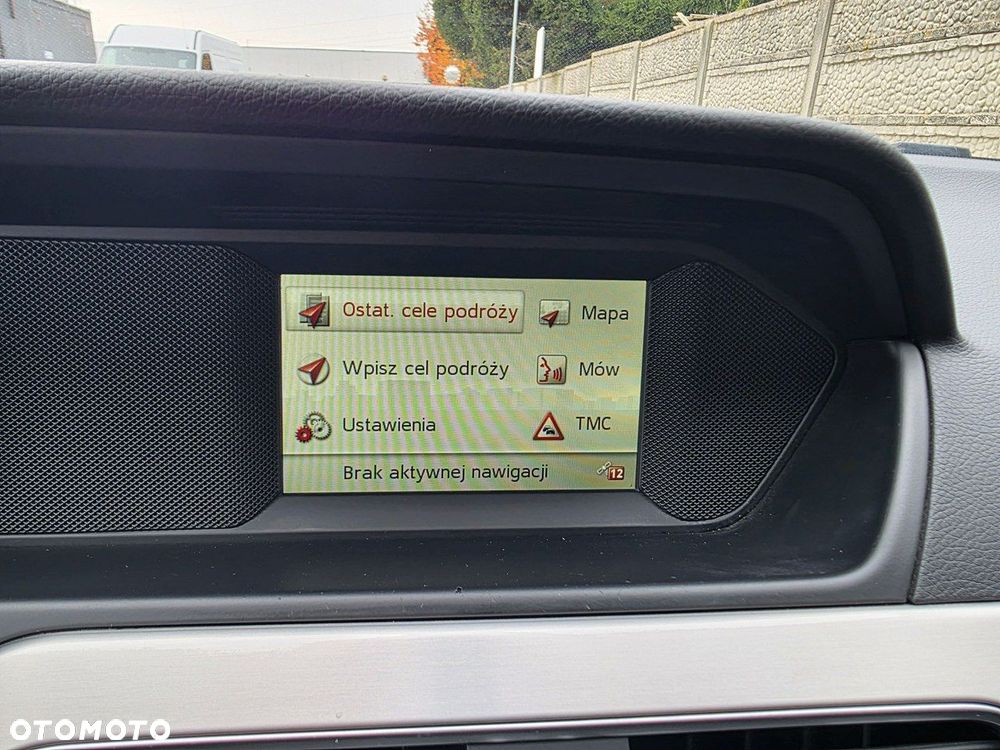 Ostat. cele podróży
Mapa
Wpisz cel podróży
Mów
Ustawienia
TMC
Brak aktywnej nawigacji
12
OTOMOTO